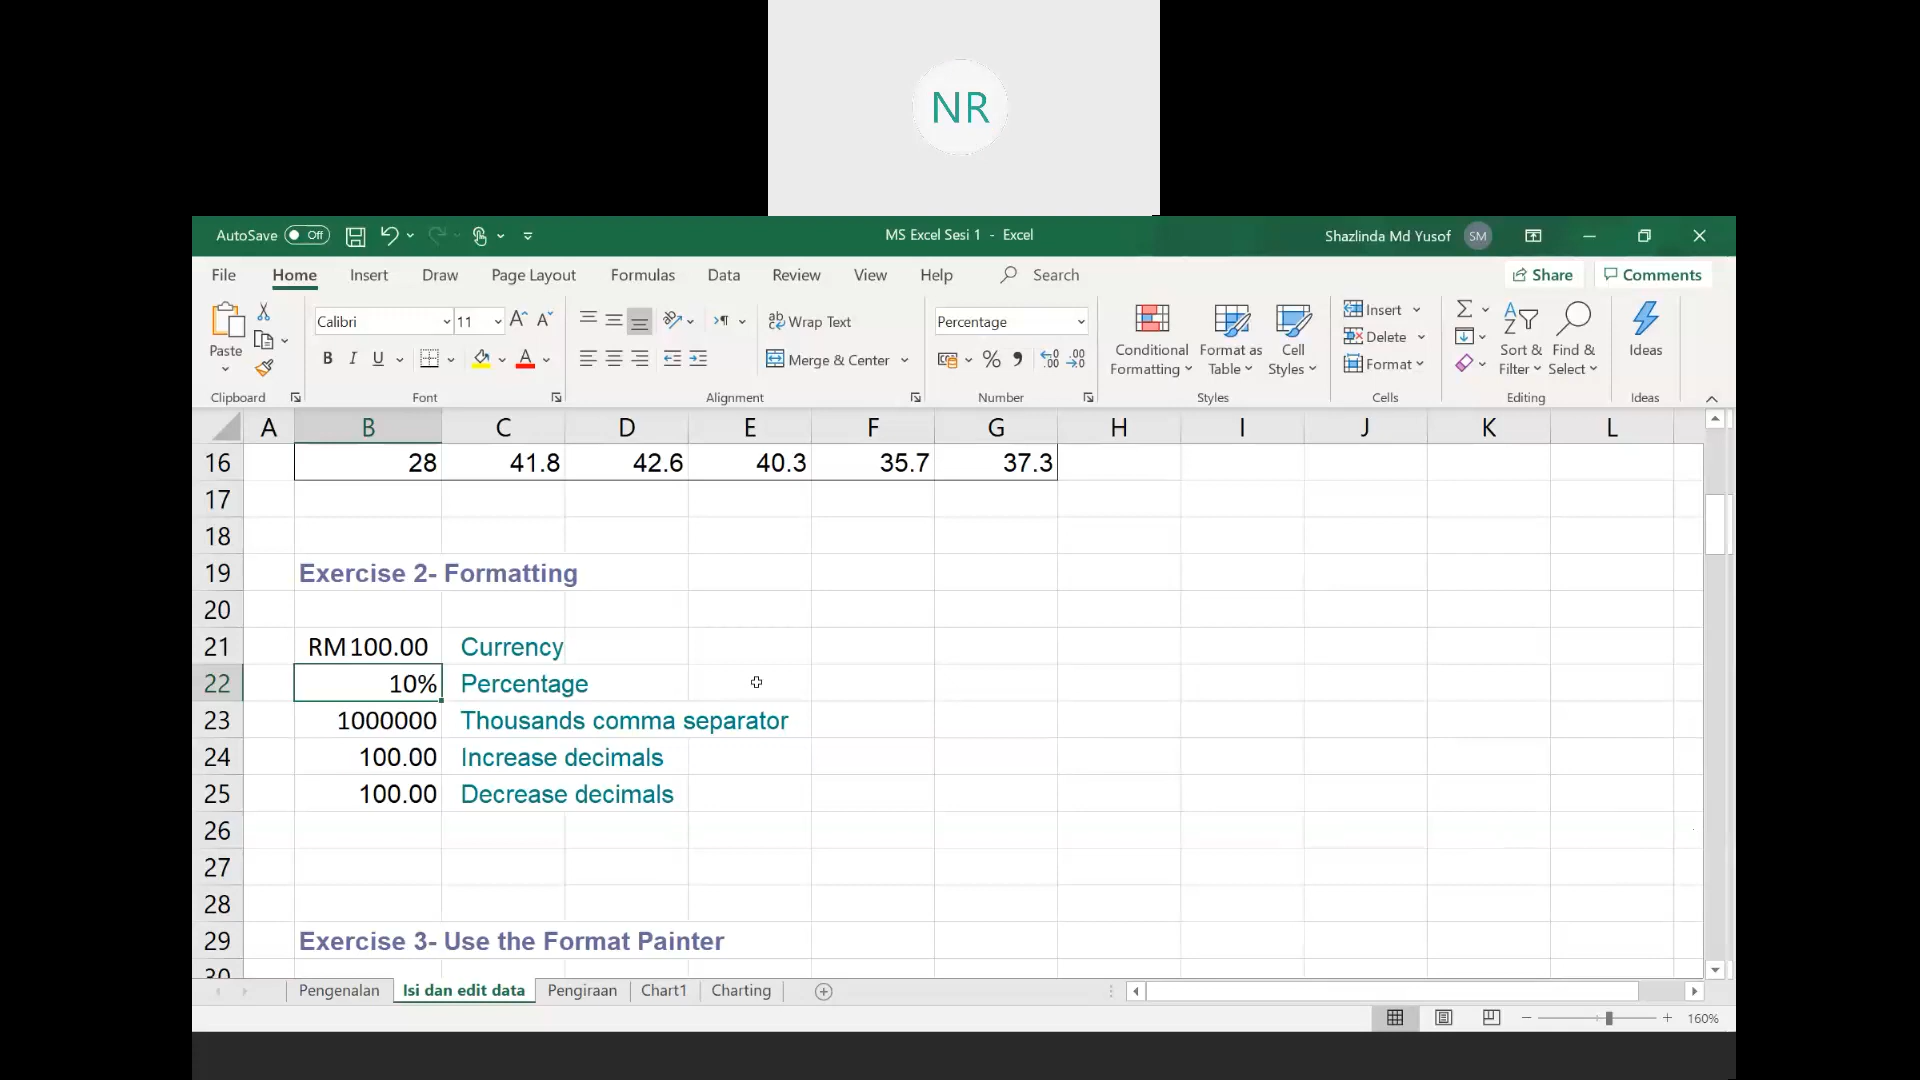 NR
AutoSave Off MS Excel Sesi 1 - Excel Shazlinda Md Yusof SM
File Home Insert Draw Page Layout Formulas Data Review View Help Search Share Comments
Calibri 11 Wrap Text Percentage Insert
Paste B I U Merge & Center % Conditional Formatting Format as Table Cell Styles Delete Format Sort & Filter Find & Select Ideas
Clipboard Font Alignment Number Styles Cells Editing Ideas
A B C D E F G H I J K L
16 28 41.8 42.6 40.3 35.7 37.3
17
18
19 Exercise 2- Formatting
20
21 RM100.00 Currency
22 10% Percentage
23 1000000 Thousands comma separator
24 100.00 Increase decimals
25 100.00 Decrease decimals
26
27
28
29 Exercise 3- Use the Format Painter
30
Pengenalan Isi dan edit data Pengiraan Chart1 Charting
160%